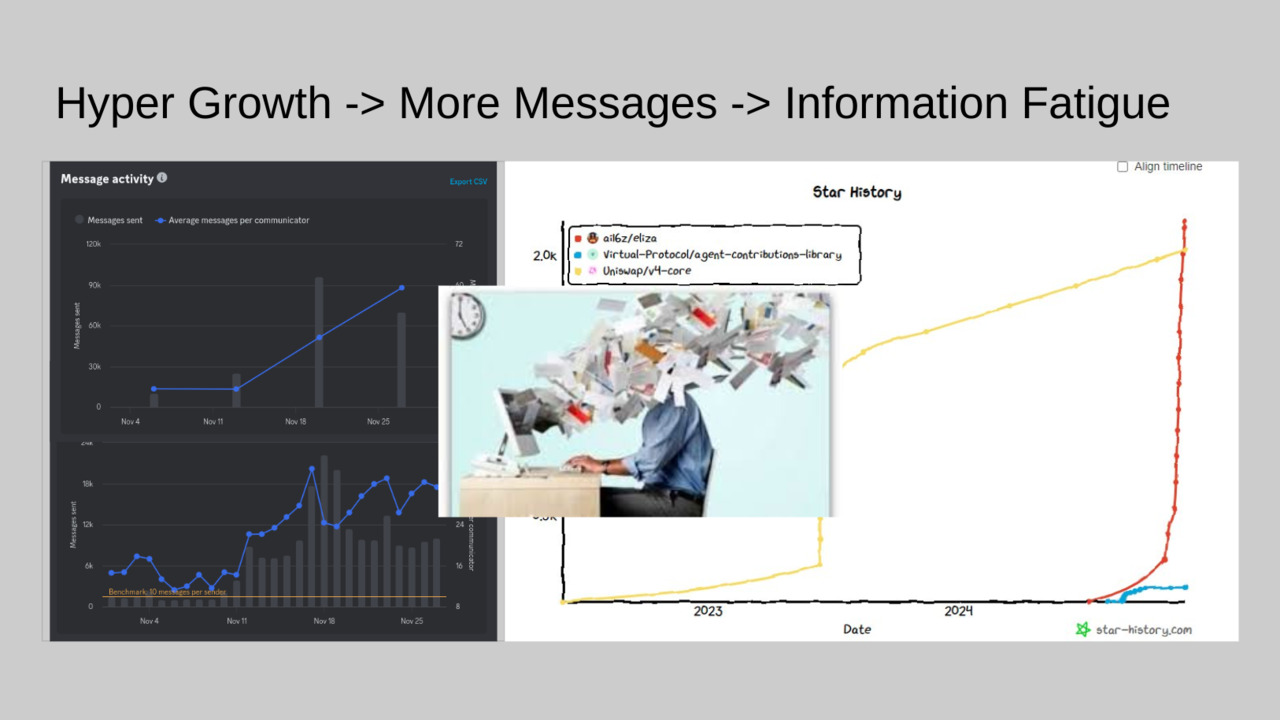 Hyper Growth -> More Messages -> Information Fatigue
Message activity
Export CSV
Messages sent
Average messages per communicator
120k
72
90k
60k
30k
0
Messages sent
Nov 4
Nov 11
Nov 18
Nov 25
18k
12k
24
6k
16
0
8
Messages sent
communicator
Benchmark: 10 messages per sender
Nov 4
Nov 11
Nov 18
Nov 25
Align timeline
Star History
ai16z/eliza
Virtual-Protocol/agent-contributions-library
Uniswap/v4-core
2.0k
2023
2024
Date
star-history.com